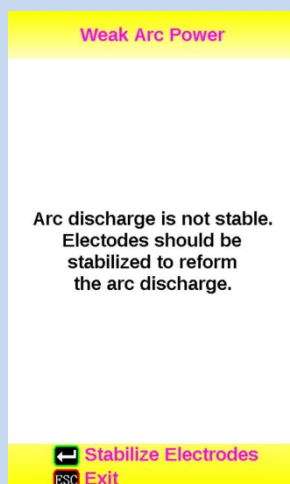 Weak Arc Power
Arc discharge is not stable.
Electodes should be
stabilized to reform
the arc discharge.
Stabilize Electrodes
ESC Exit